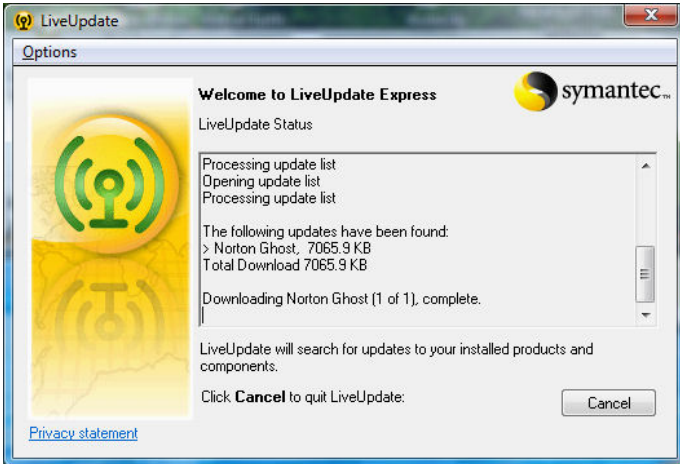 LiveUpdate
Options
Welcome to LiveUpdate Express
symantec™
LiveUpdate Status
Processing update list
Opening update list
Processing update list
The following updates have been found:
> Norton Ghost, 7065.9 KB
Total Download 7065.9 KB
Downloading Norton Ghost (1 of 1), complete.
LiveUpdate will search for updates to your installed products and
components.
Click Cancel to quit LiveUpdate:
Cancel
Privacy statement